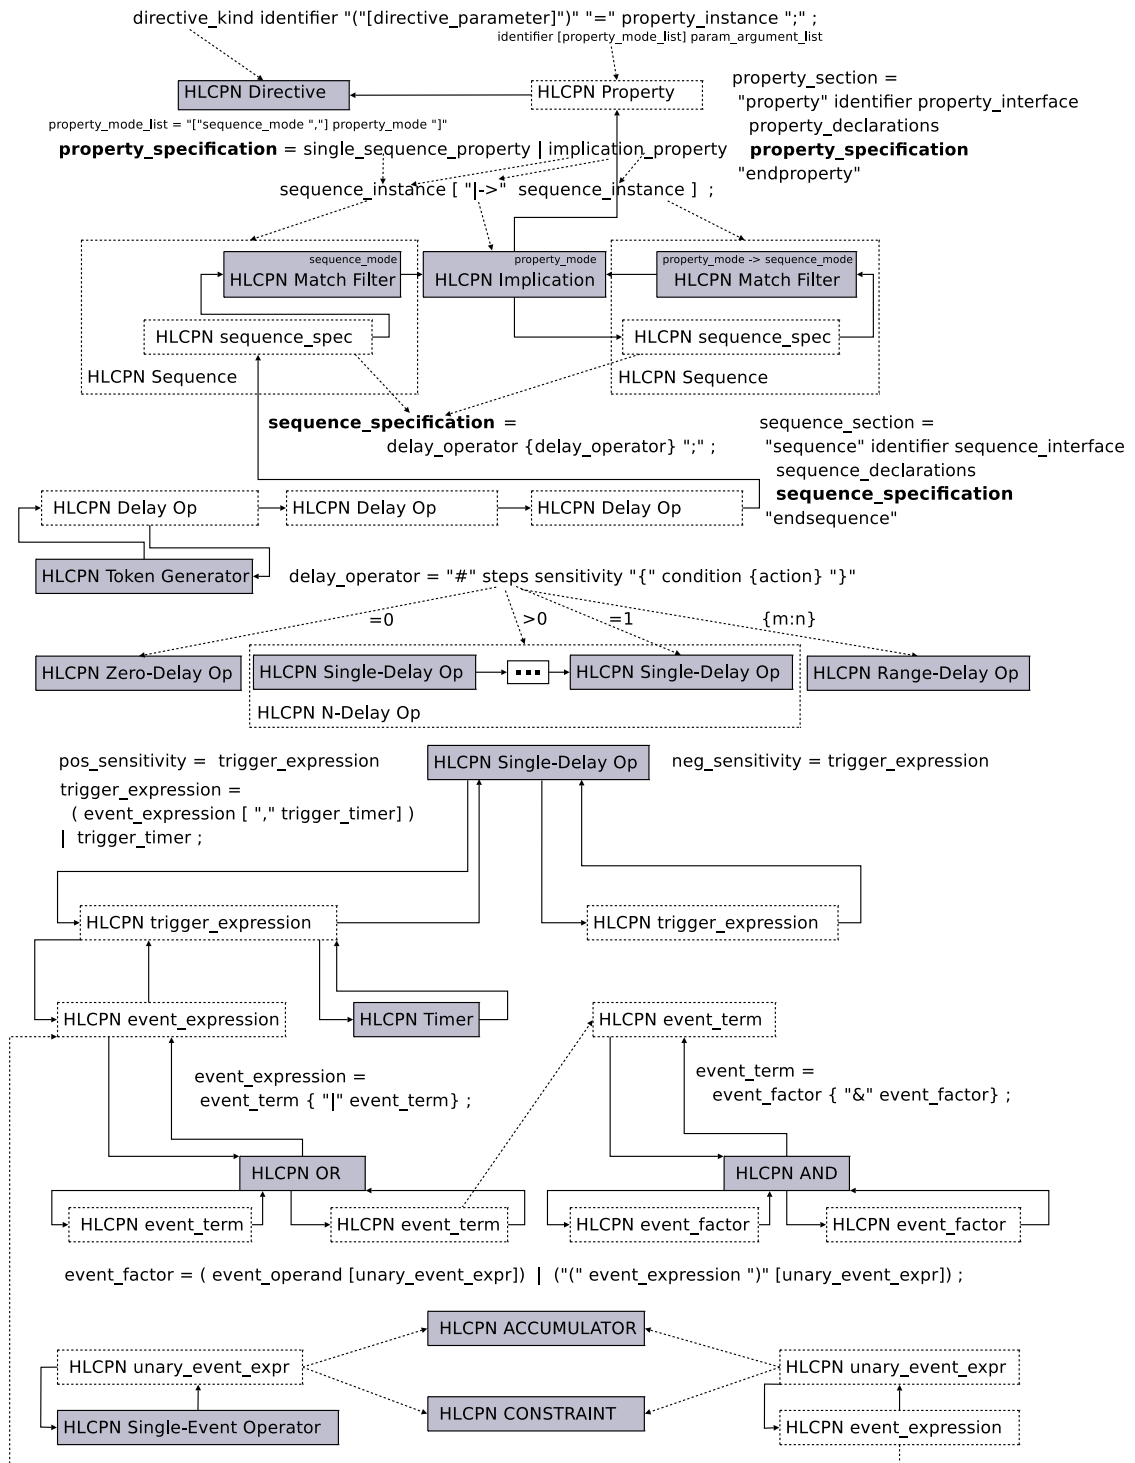 directive_kind identifier "("[directive_parameter]")" "=" property_instance ";" ;
identifier [property_mode_list] param_argument_list
HLCPN Directive
HLCPN Property
property_section =
"property" identifier property_interface
property_declarations
property_specification
"endproperty"
property_mode_list = "["sequence_mode ","] property_mode "]"
property_specification = single_sequence_property | implication_property
sequence_instance [ "|->" sequence_instance ] ;
sequence_mode
HLCPN Match Filter
property_mode
HLCPN Implication
property_mode -> sequence_mode
HLCPN Match Filter
HLCPN sequence_spec
HLCPN sequence_spec
HLCPN Sequence
HLCPN Sequence
sequence_specification =
delay_operator {delay_operator} ";" ;
sequence_section =
"sequence" identifier sequence_interface
sequence_declarations
sequence_specification
"endsequence"
HLCPN Delay Op
HLCPN Delay Op
HLCPN Delay Op
HLCPN Token Generator
delay_operator = "#" steps sensitivity "{" condition {action} "}"
=0
>0
=1
{m:n}
HLCPN Zero-Delay Op
HLCPN Single-Delay Op
HLCPN Single-Delay Op
HLCPN Range-Delay Op
HLCPN N-Delay Op
pos_sensitivity = trigger_expression
HLCPN Single-Delay Op
neg_sensitivity = trigger_expression
trigger_expression =
( event_expression [ "," trigger_timer] )
| trigger_timer ;
HLCPN trigger_expression
HLCPN trigger_expression
HLCPN event_expression
HLCPN Timer
HLCPN event_term
event_expression =
event_term { "|" event_term} ;
event_term =
event_factor { "&" event_factor} ;
HLCPN OR
HLCPN AND
HLCPN event_term
HLCPN event_term
HLCPN event_factor
HLCPN event_factor
event_factor = ( event_operand [unary_event_expr]) | ("(" event_expression ")" [unary_event_expr]) ;
HLCPN ACCUMULATOR
HLCPN unary_event_expr
HLCPN unary_event_expr
HLCPN CONSTRAINT
HLCPN Single-Event Operator
HLCPN event_expression